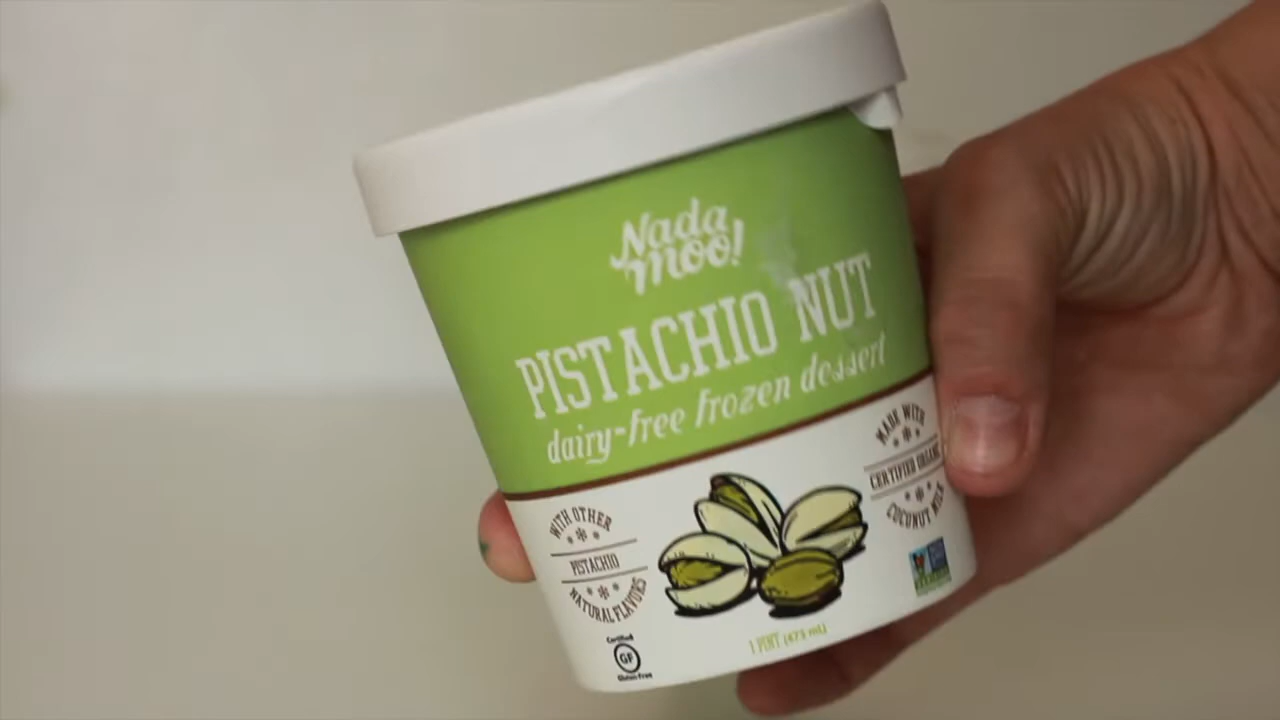 Nada
moo!
PISTACHIO NUT
dairy-free frozen dessert
MADE WITH
CERTIFIED ORGANIC
COCONUT MILK
WITH OTHER
PISTACHIO
NATURAL FLAVORS
Certified
GF
Gluten-Free
1 PINT (473 mL)